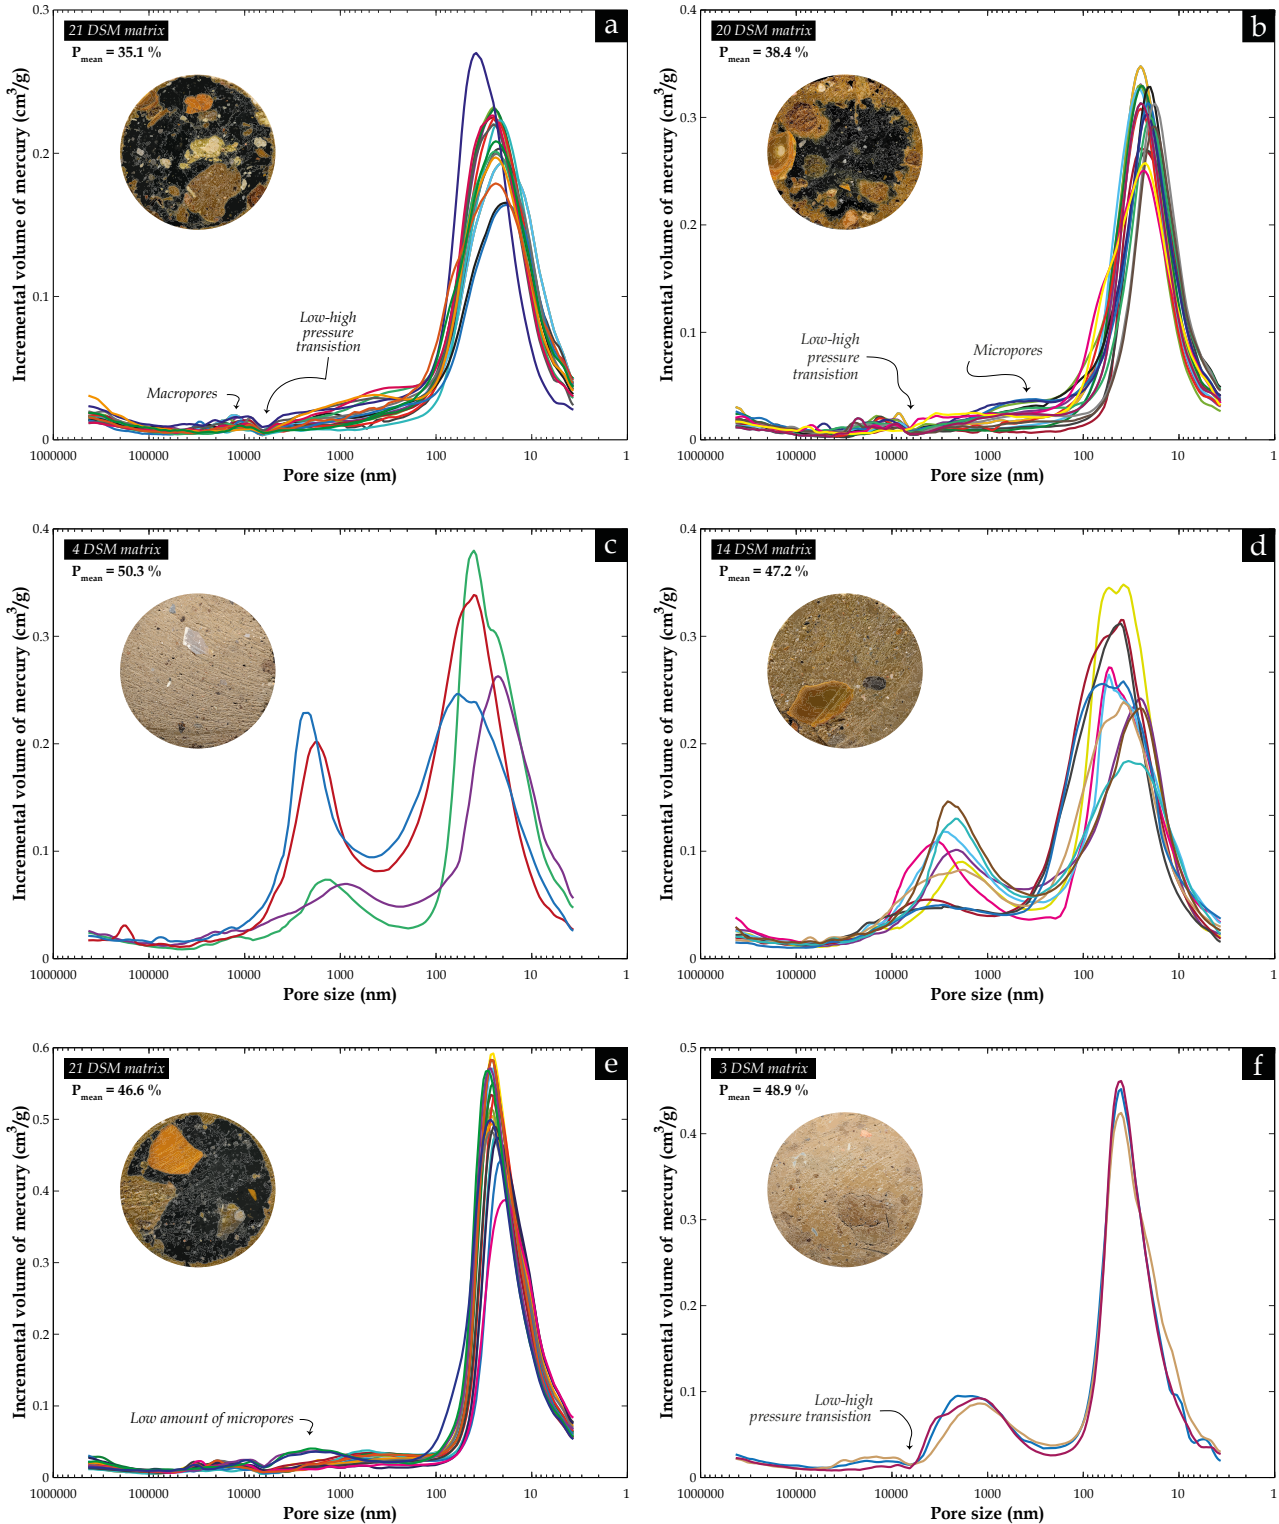 a
21 DSM matrix
Pmean = 35.1 %
Low-high
pressure
transistion
Macropores
Incremental volume of mercury (cm3/g)
0.3
0.2
0.1
0
1000000 100000 10000 1000 100 10 1
Pore size (nm)
b
20 DSM matrix
Pmean = 38.4 %
Low-high
pressure
transistion
Micropores
Incremental volume of mercury (cm3/g)
0.4
0.3
0.2
0.1
0
1000000 100000 10000 1000 100 10 1
Pore size (nm)
c
4 DSM matrix
Pmean = 50.3 %
Incremental volume of mercury (cm3/g)
0.4
0.3
0.2
0.1
0
1000000 100000 10000 1000 100 10 1
Pore size (nm)
d
14 DSM matrix
Pmean = 47.2 %
Incremental volume of mercury (cm3/g)
0.4
0.3
0.2
0.1
0
1000000 100000 10000 1000 100 10 1
Pore size (nm)
e
21 DSM matrix
Pmean = 46.6 %
Low amount of micropores
Incremental volume of mercury (cm3/g)
0.6
0.5
0.4
0.3
0.2
0.1
0
1000000 100000 10000 1000 100 10 1
Pore size (nm)
f
3 DSM matrix
Pmean = 48.9 %
Low-high
pressure transistion
Incremental volume of mercury (cm3/g)
0.5
0.4
0.3
0.2
0.1
0
1000000 100000 10000 1000 100 10 1
Pore size (nm)